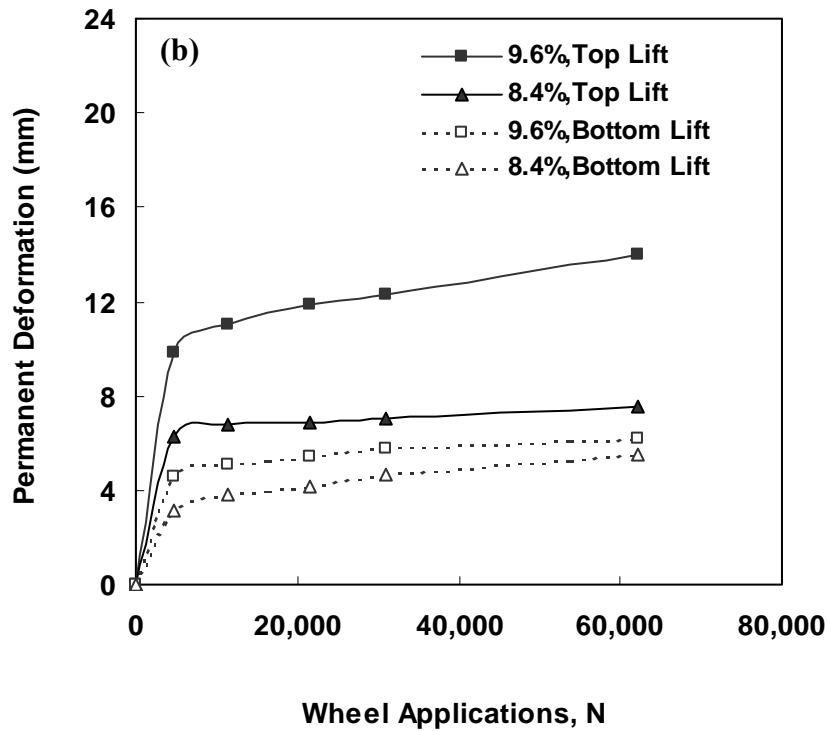 (b)
9.6%,Top Lift
8.4%,Top Lift
9.6%,Bottom Lift
8.4%,Bottom Lift
Permanent Deformation (mm)
24
20
16
12
8
4
0
0 20,000 40,000 60,000 80,000
Wheel Applications, N